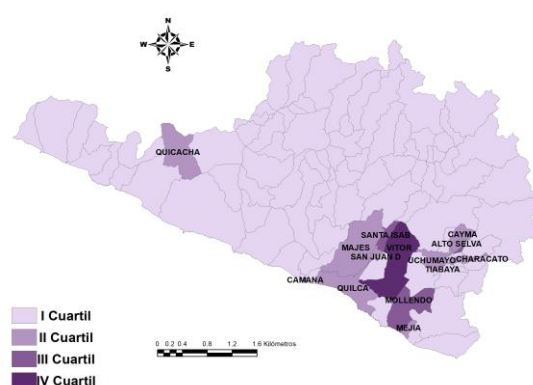 N
W E
S
QUICACHA
SANTA ISAB
CAYMA
ALTO SELVA
MAJES
VITOR
SAN JUAN D
UCHUMAYO
CHARACATO
TIABAYA
CAMANA
QUILCA
MOLLENDO
MEJIA
I Cuartil
II Cuartil
III Cuartil
IV Cuartil
0 0.2 0.4 0.8 1.2 1.6 Kilómetros